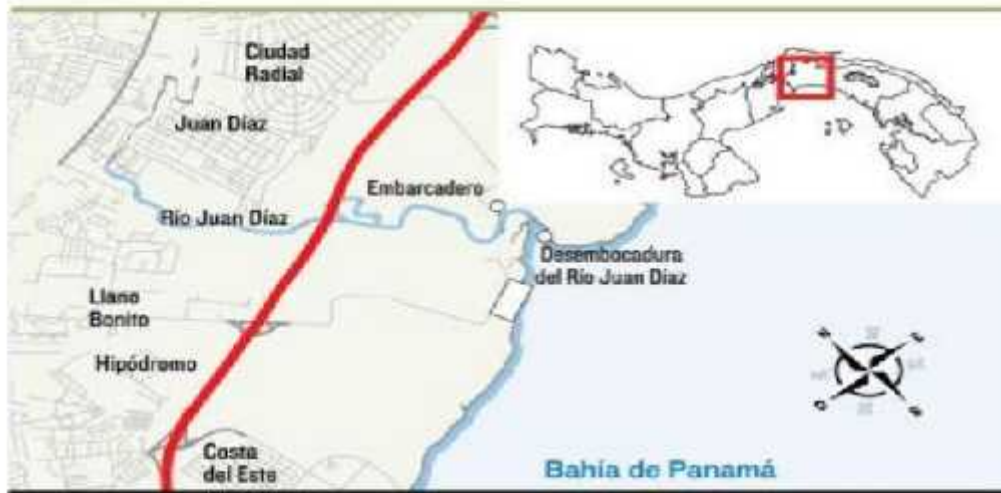 Ciudad
Radial
Juan Díaz
Embarcadero
Río Juan Díaz
Desembocadura
del Río Juan Díaz
Llano
Bonito
Hipódromo
Costa
del Este
Bahía de Panamá